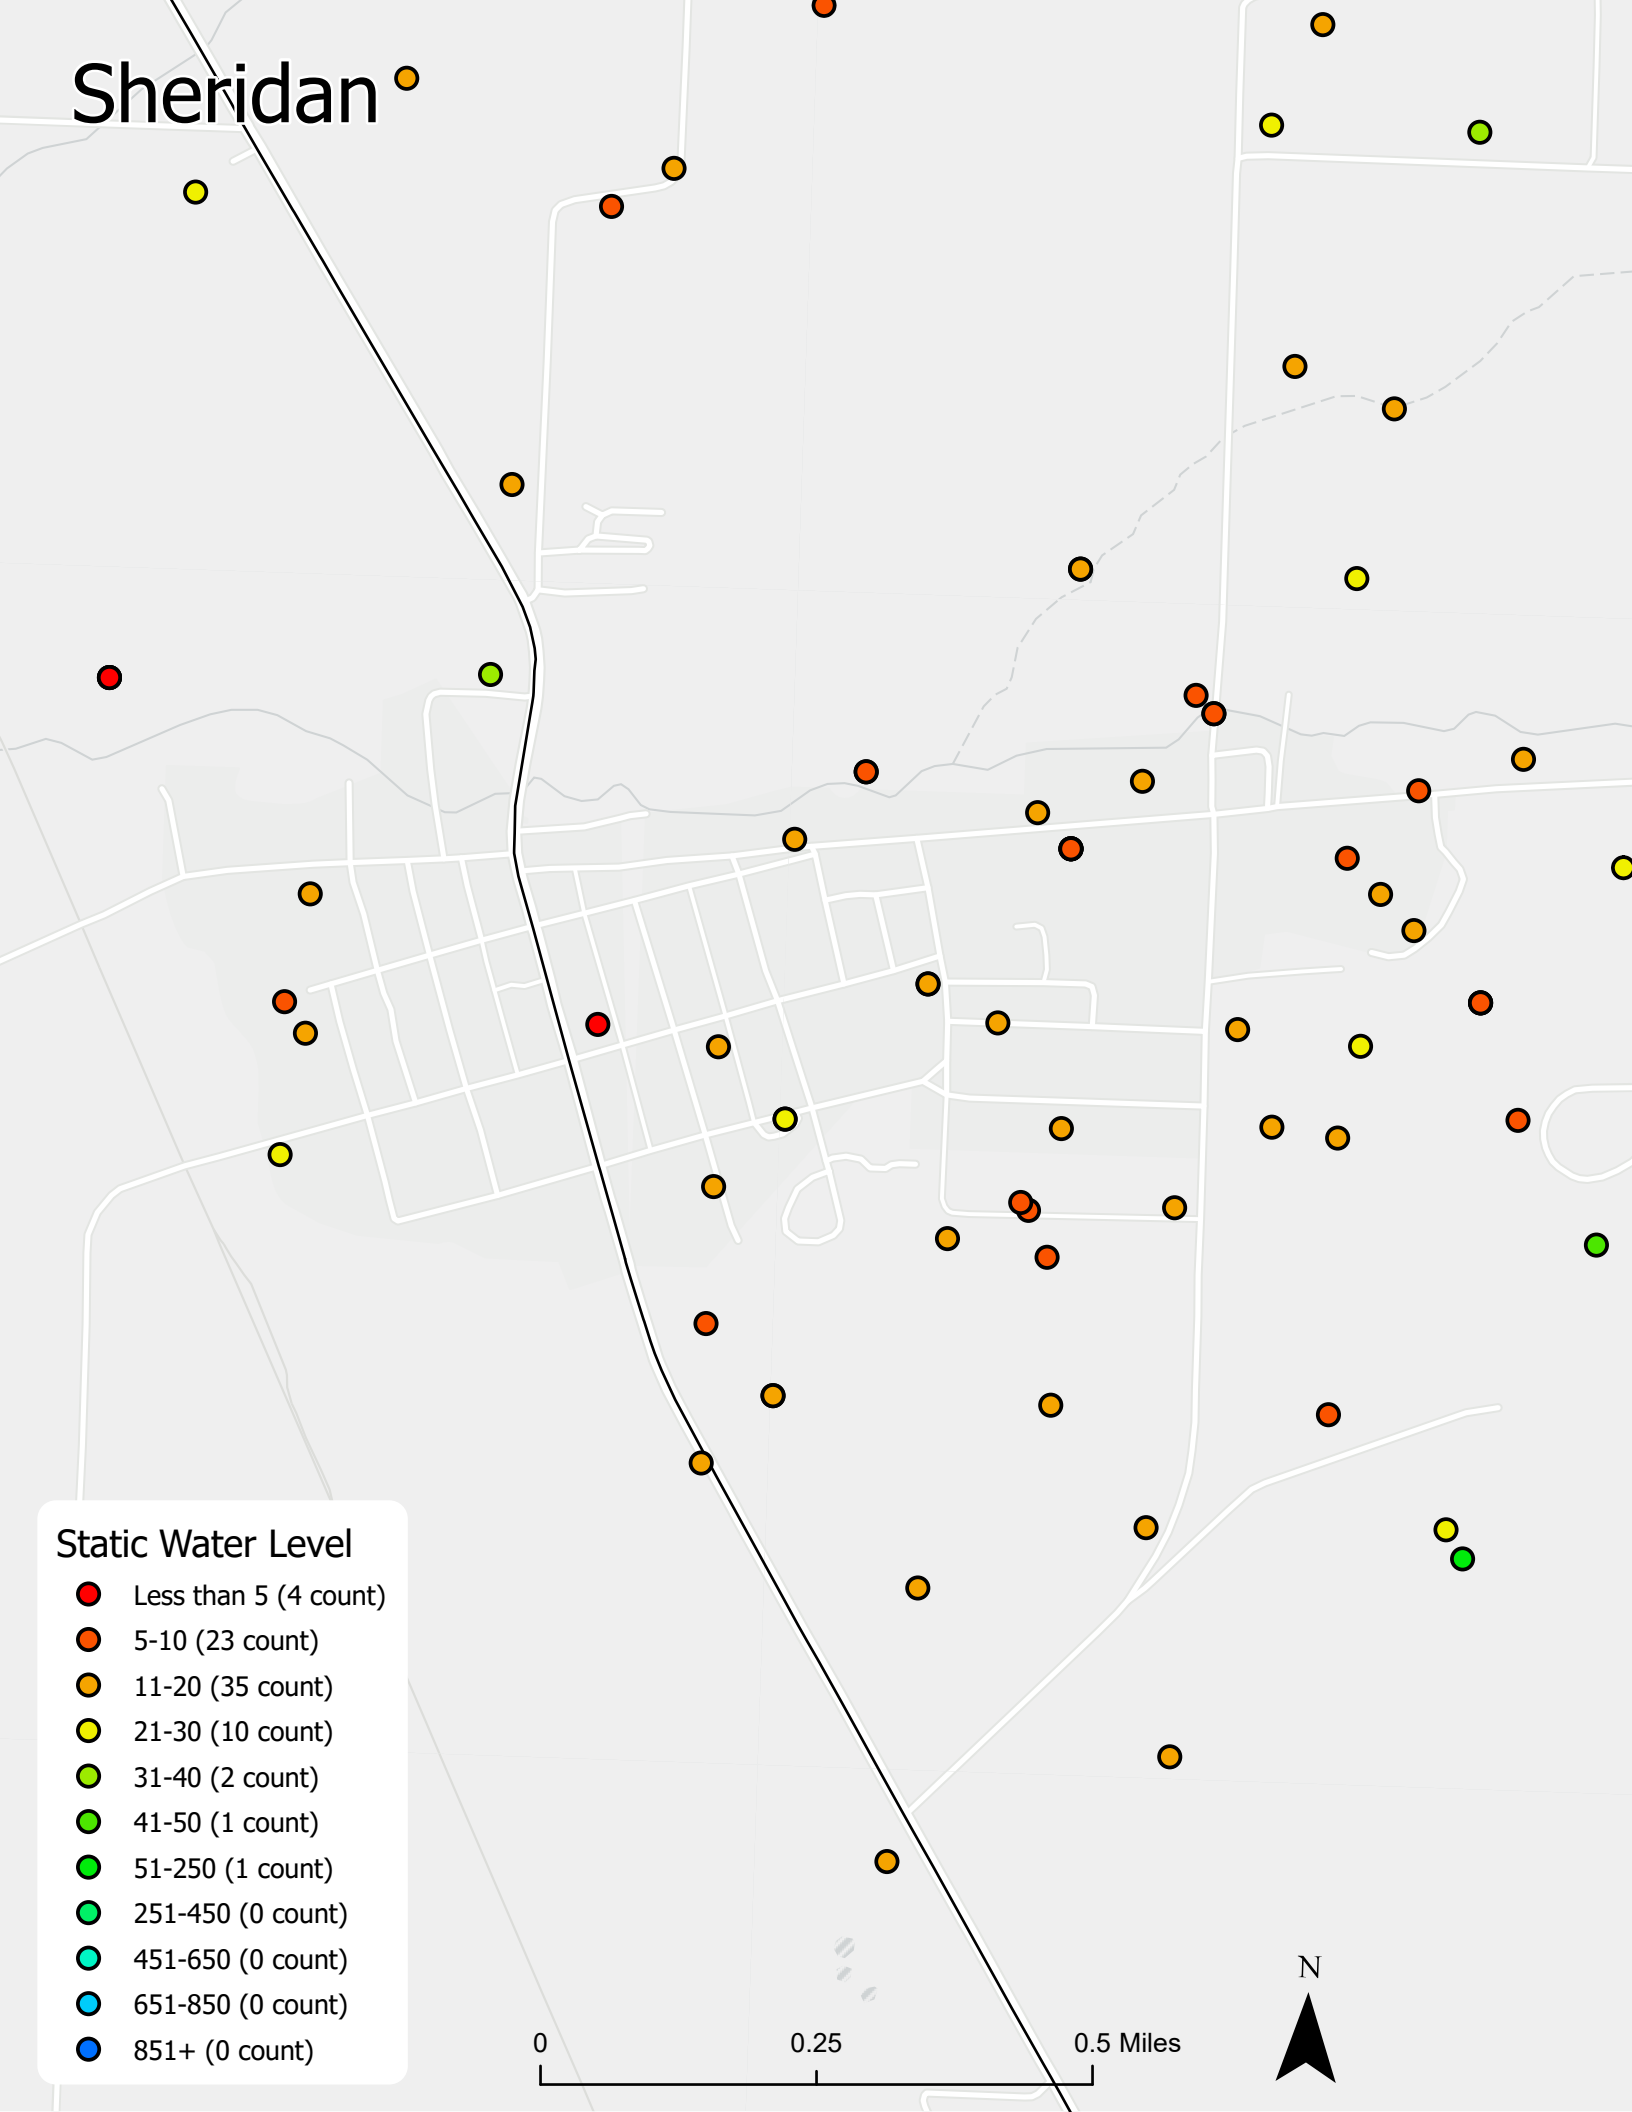 Sheridan
Static Water Level
Less than 5 (4 count)
5-10 (23 count)
11-20 (35 count)
21-30 (10 count)
31-40 (2 count)
41-50 (1 count)
51-250 (1 count)
251-450 (0 count)
451-650 (0 count)
651-850 (0 count)
851+ (0 count)
0 0.25 0.5 Miles
N